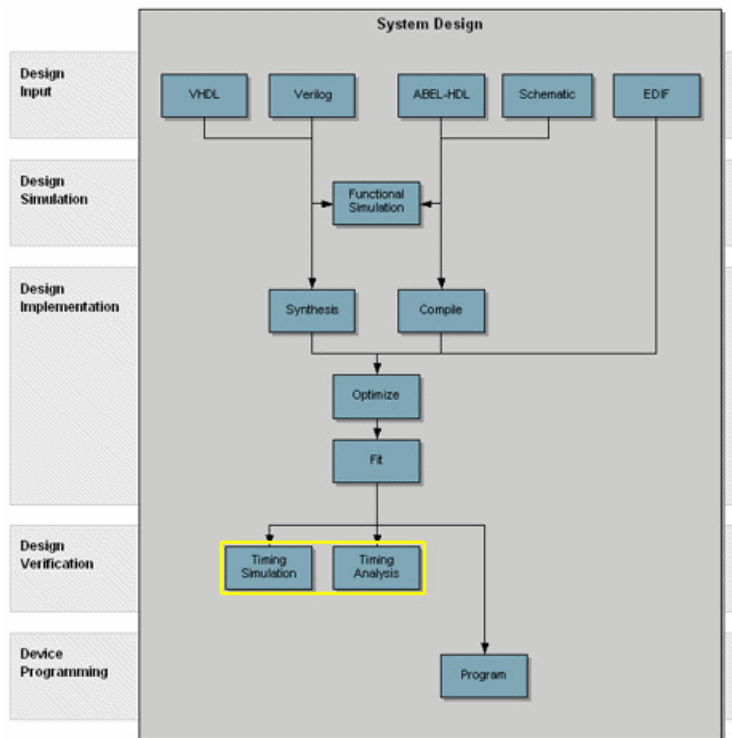 System Design
Design
Input
VHDL
Verilog
ABEL-HDL
Schematic
EDIF
Design
Simulation
Functional
Simulation
Design
Implementation
Synthesis
Compile
Optimize
Fit
Design
Verification
Timing
Simulation
Timing
Analysis
Device
Programming
Program